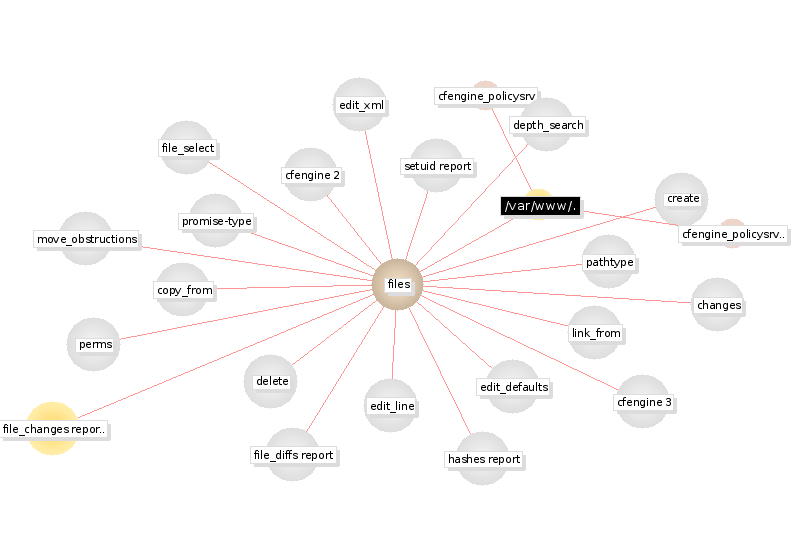 cfengine_policysrv
edit_xml
depth_search
file_select
setuid report
cfengine 2
create
/var/www/.
promise-type
cfengine_policysrv..
move_obstructions
pathtype
files
copy_from
changes
link_from
perms
delete
edit_defaults
cfengine 3
edit_line
file_changes repor..
file_diffs report
hashes report